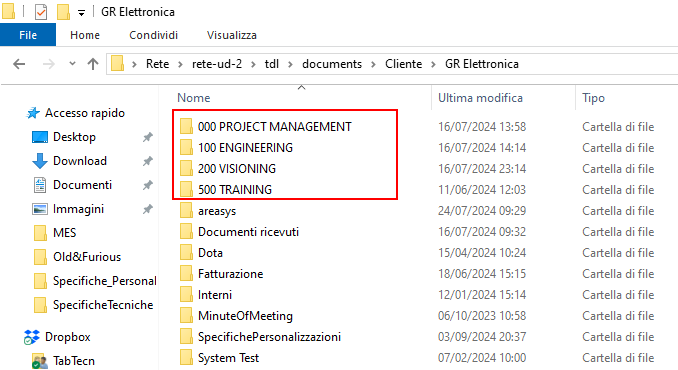 GR Elettronica
File Home Condividi Visualizza
Rete > rete-ud-2 > tdl > documents > Cliente > GR Elettronica
Nome Ultima modifica Tipo
Accesso rapido
Desktop
Download
Documenti
Immagini
MES
Old&Furious
Specifiche_Personal
SpecificheTecniche
Dropbox
TabTecn
000 PROJECT MANAGEMENT 16/07/2024 13:58 Cartella di file
100 ENGINEERING 16/07/2024 14:14 Cartella di file
200 VISIONING 16/07/2024 23:14 Cartella di file
500 TRAINING 11/06/2024 12:03 Cartella di file
areasys 24/07/2024 09:29 Cartella di file
Documenti ricevuti 16/07/2024 09:32 Cartella di file
Dota 15/04/2024 10:24 Cartella di file
Fatturazione 18/06/2024 15:15 Cartella di file
Interni 12/01/2024 15:14 Cartella di file
MinuteOfMeeting 06/10/2023 10:58 Cartella di file
SpecifichePersonalizzazioni 03/09/2024 20:37 Cartella di file
System Test 07/02/2024 10:00 Cartella di file